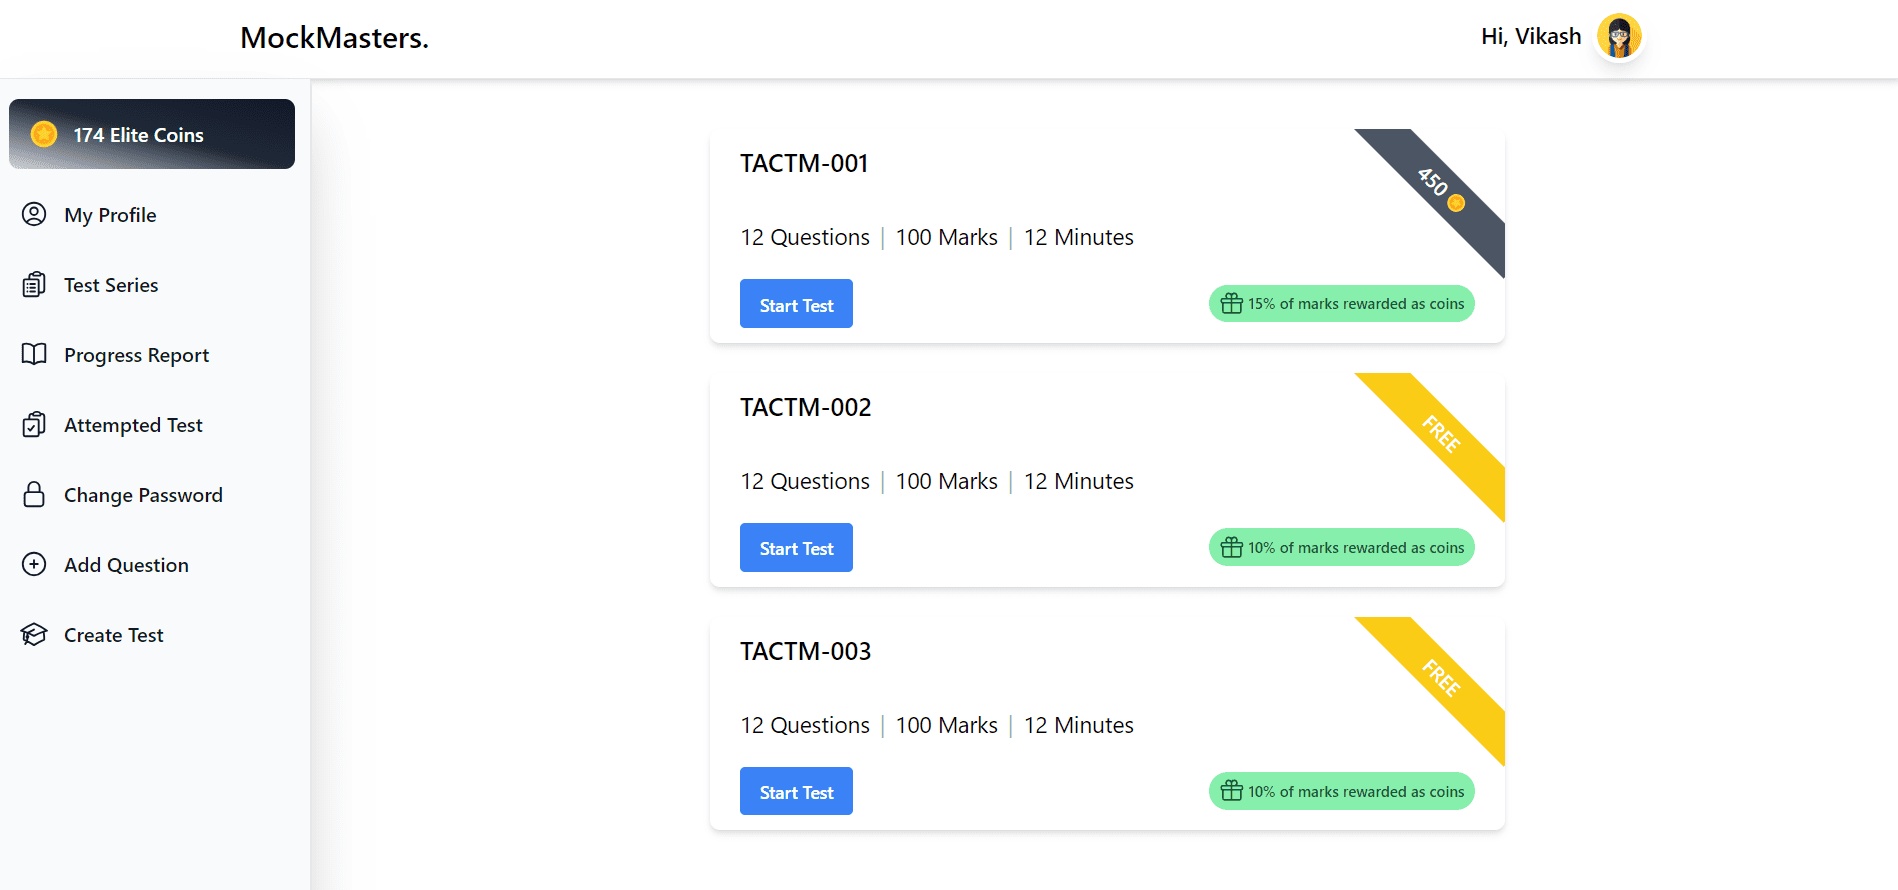 MockMasters.
Hi, Vikash
174 Elite Coins
My Profile
Test Series
Progress Report
Attempted Test
Change Password
Add Question
Create Test
TACTM-001
450
12 Questions | 100 Marks | 12 Minutes
Start Test
15% of marks rewarded as coins
TACTM-002
FREE
12 Questions | 100 Marks | 12 Minutes
Start Test
10% of marks rewarded as coins
TACTM-003
FREE
12 Questions | 100 Marks | 12 Minutes
Start Test
10% of marks rewarded as coins